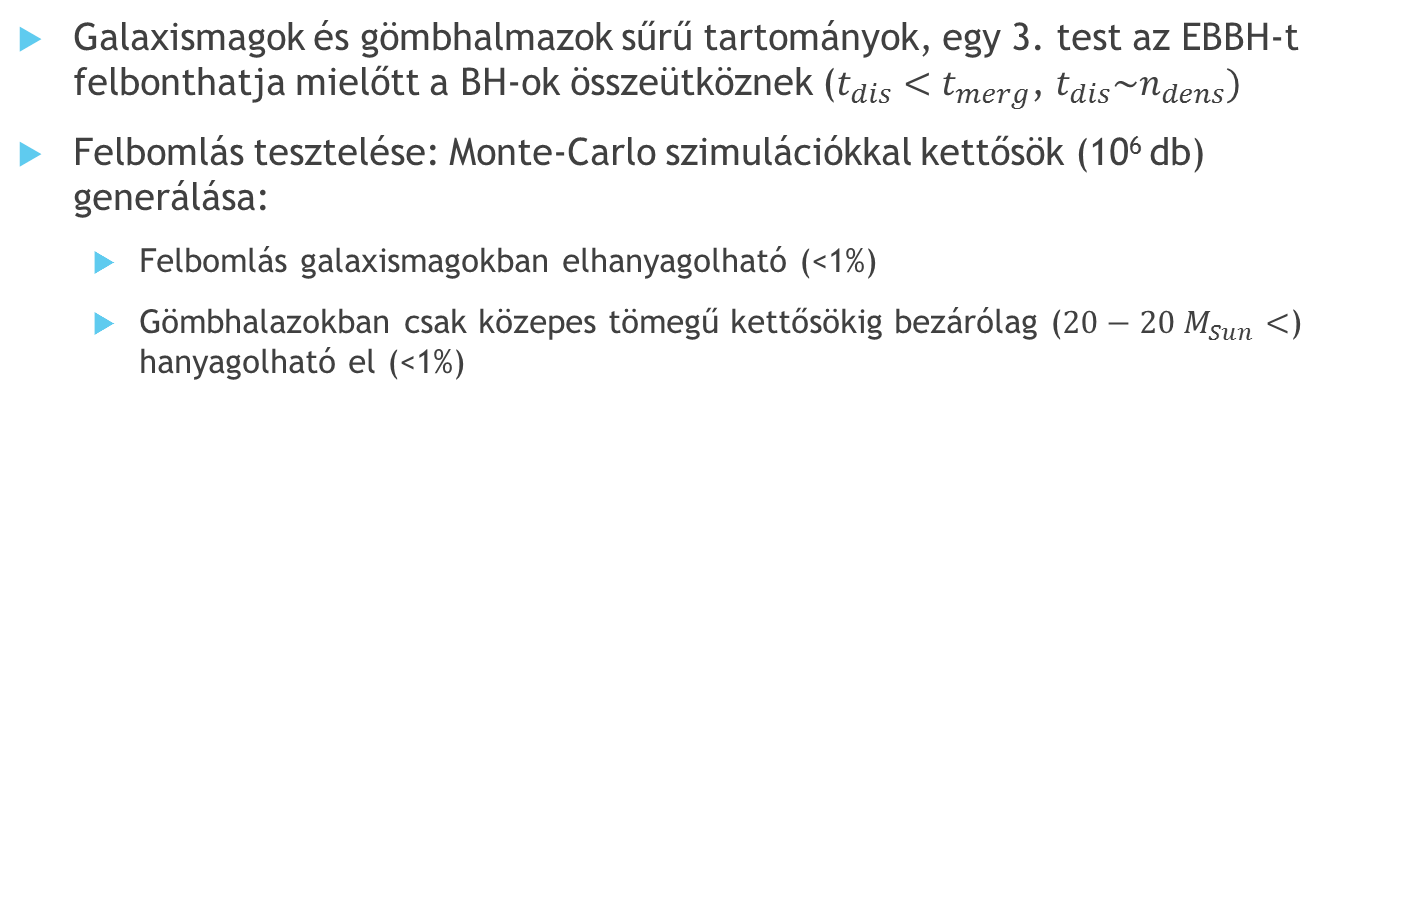 Galaxismagok és gömbhalmazok sűrű tartományok, egy 3. test az EBBH-t
felbonthatja mielőtt a BH-ok összeütköznek (t_dis < t_merg, t_dis~n_dens)
Felbomlás tesztelése: Monte-Carlo szimulációkkal kettősök (10⁶ db)
generálása:
Felbomlás galaxismagokban elhanyagolható (<1%)
Gömbhalazokban csak közepes tömegű kettősökig bezárólag (20 − 20 M_Sun <)
hanyagolható el (<1%)